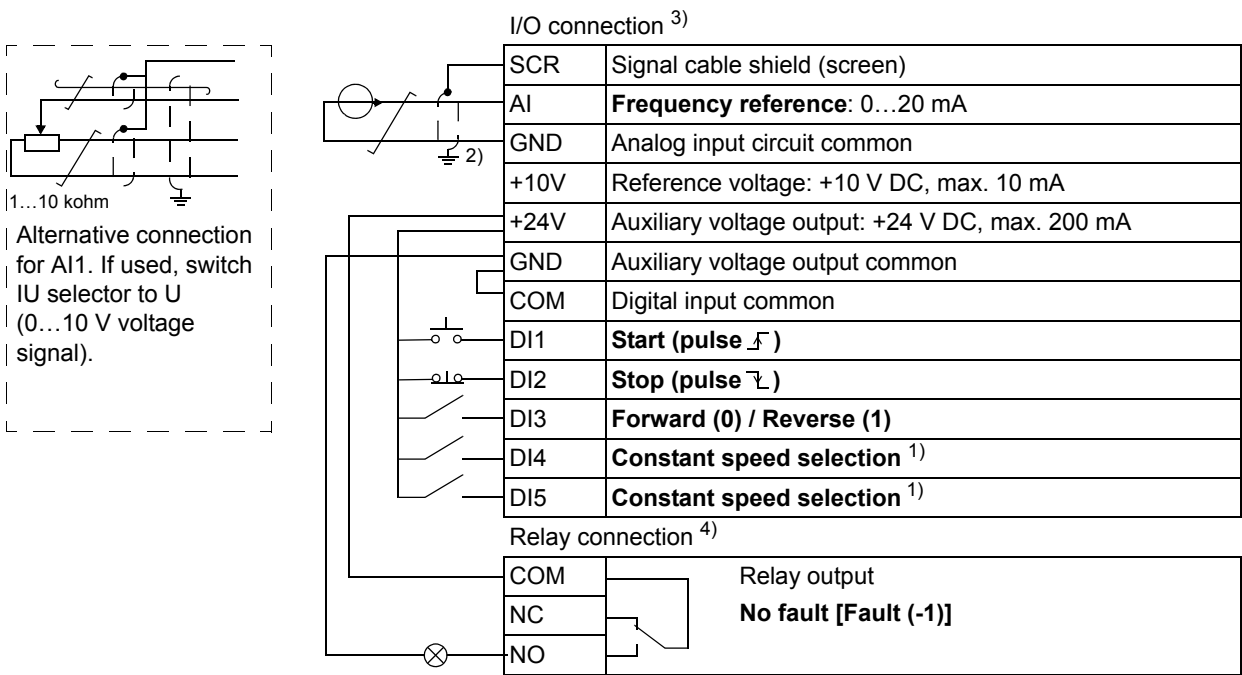 I/O connection 3)
SCR Signal cable shield (screen)
AI Frequency reference: 0…20 mA
GND Analog input circuit common
2)
+10V Reference voltage: +10 V DC, max. 10 mA
+24V Auxiliary voltage output: +24 V DC, max. 200 mA
GND Auxiliary voltage output common
COM Digital input common
DI1 Start (pulse )
DI2 Stop (pulse )
DI3 Forward (0) / Reverse (1)
DI4 Constant speed selection 1)
DI5 Constant speed selection 1)
Relay connection 4)
COM Relay output
NC No fault [Fault (-1)]
NO
1…10 kohm
Alternative connection
for AI1. If used, switch
IU selector to U
(0…10 V voltage
signal).